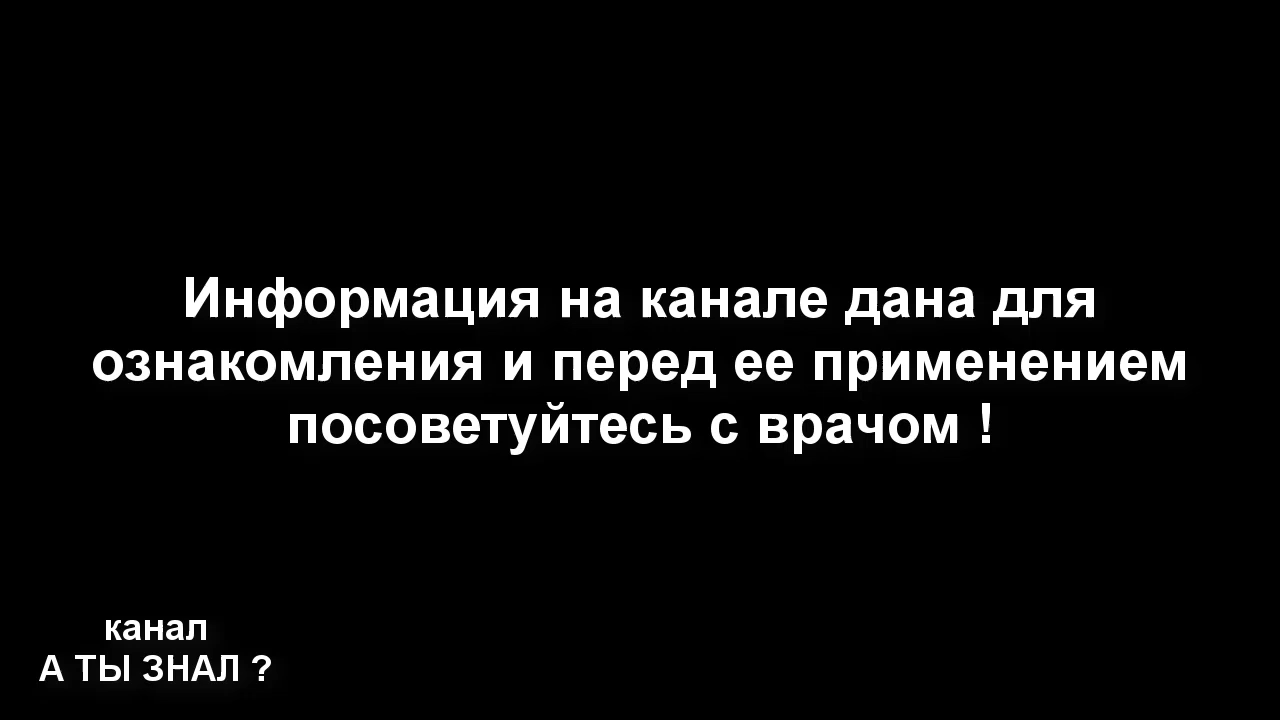 Информация на канале дана для
ознакомления и перед ее применением
посоветуйтесь с врачом !
канал
А ТЫ ЗНАЛ ?